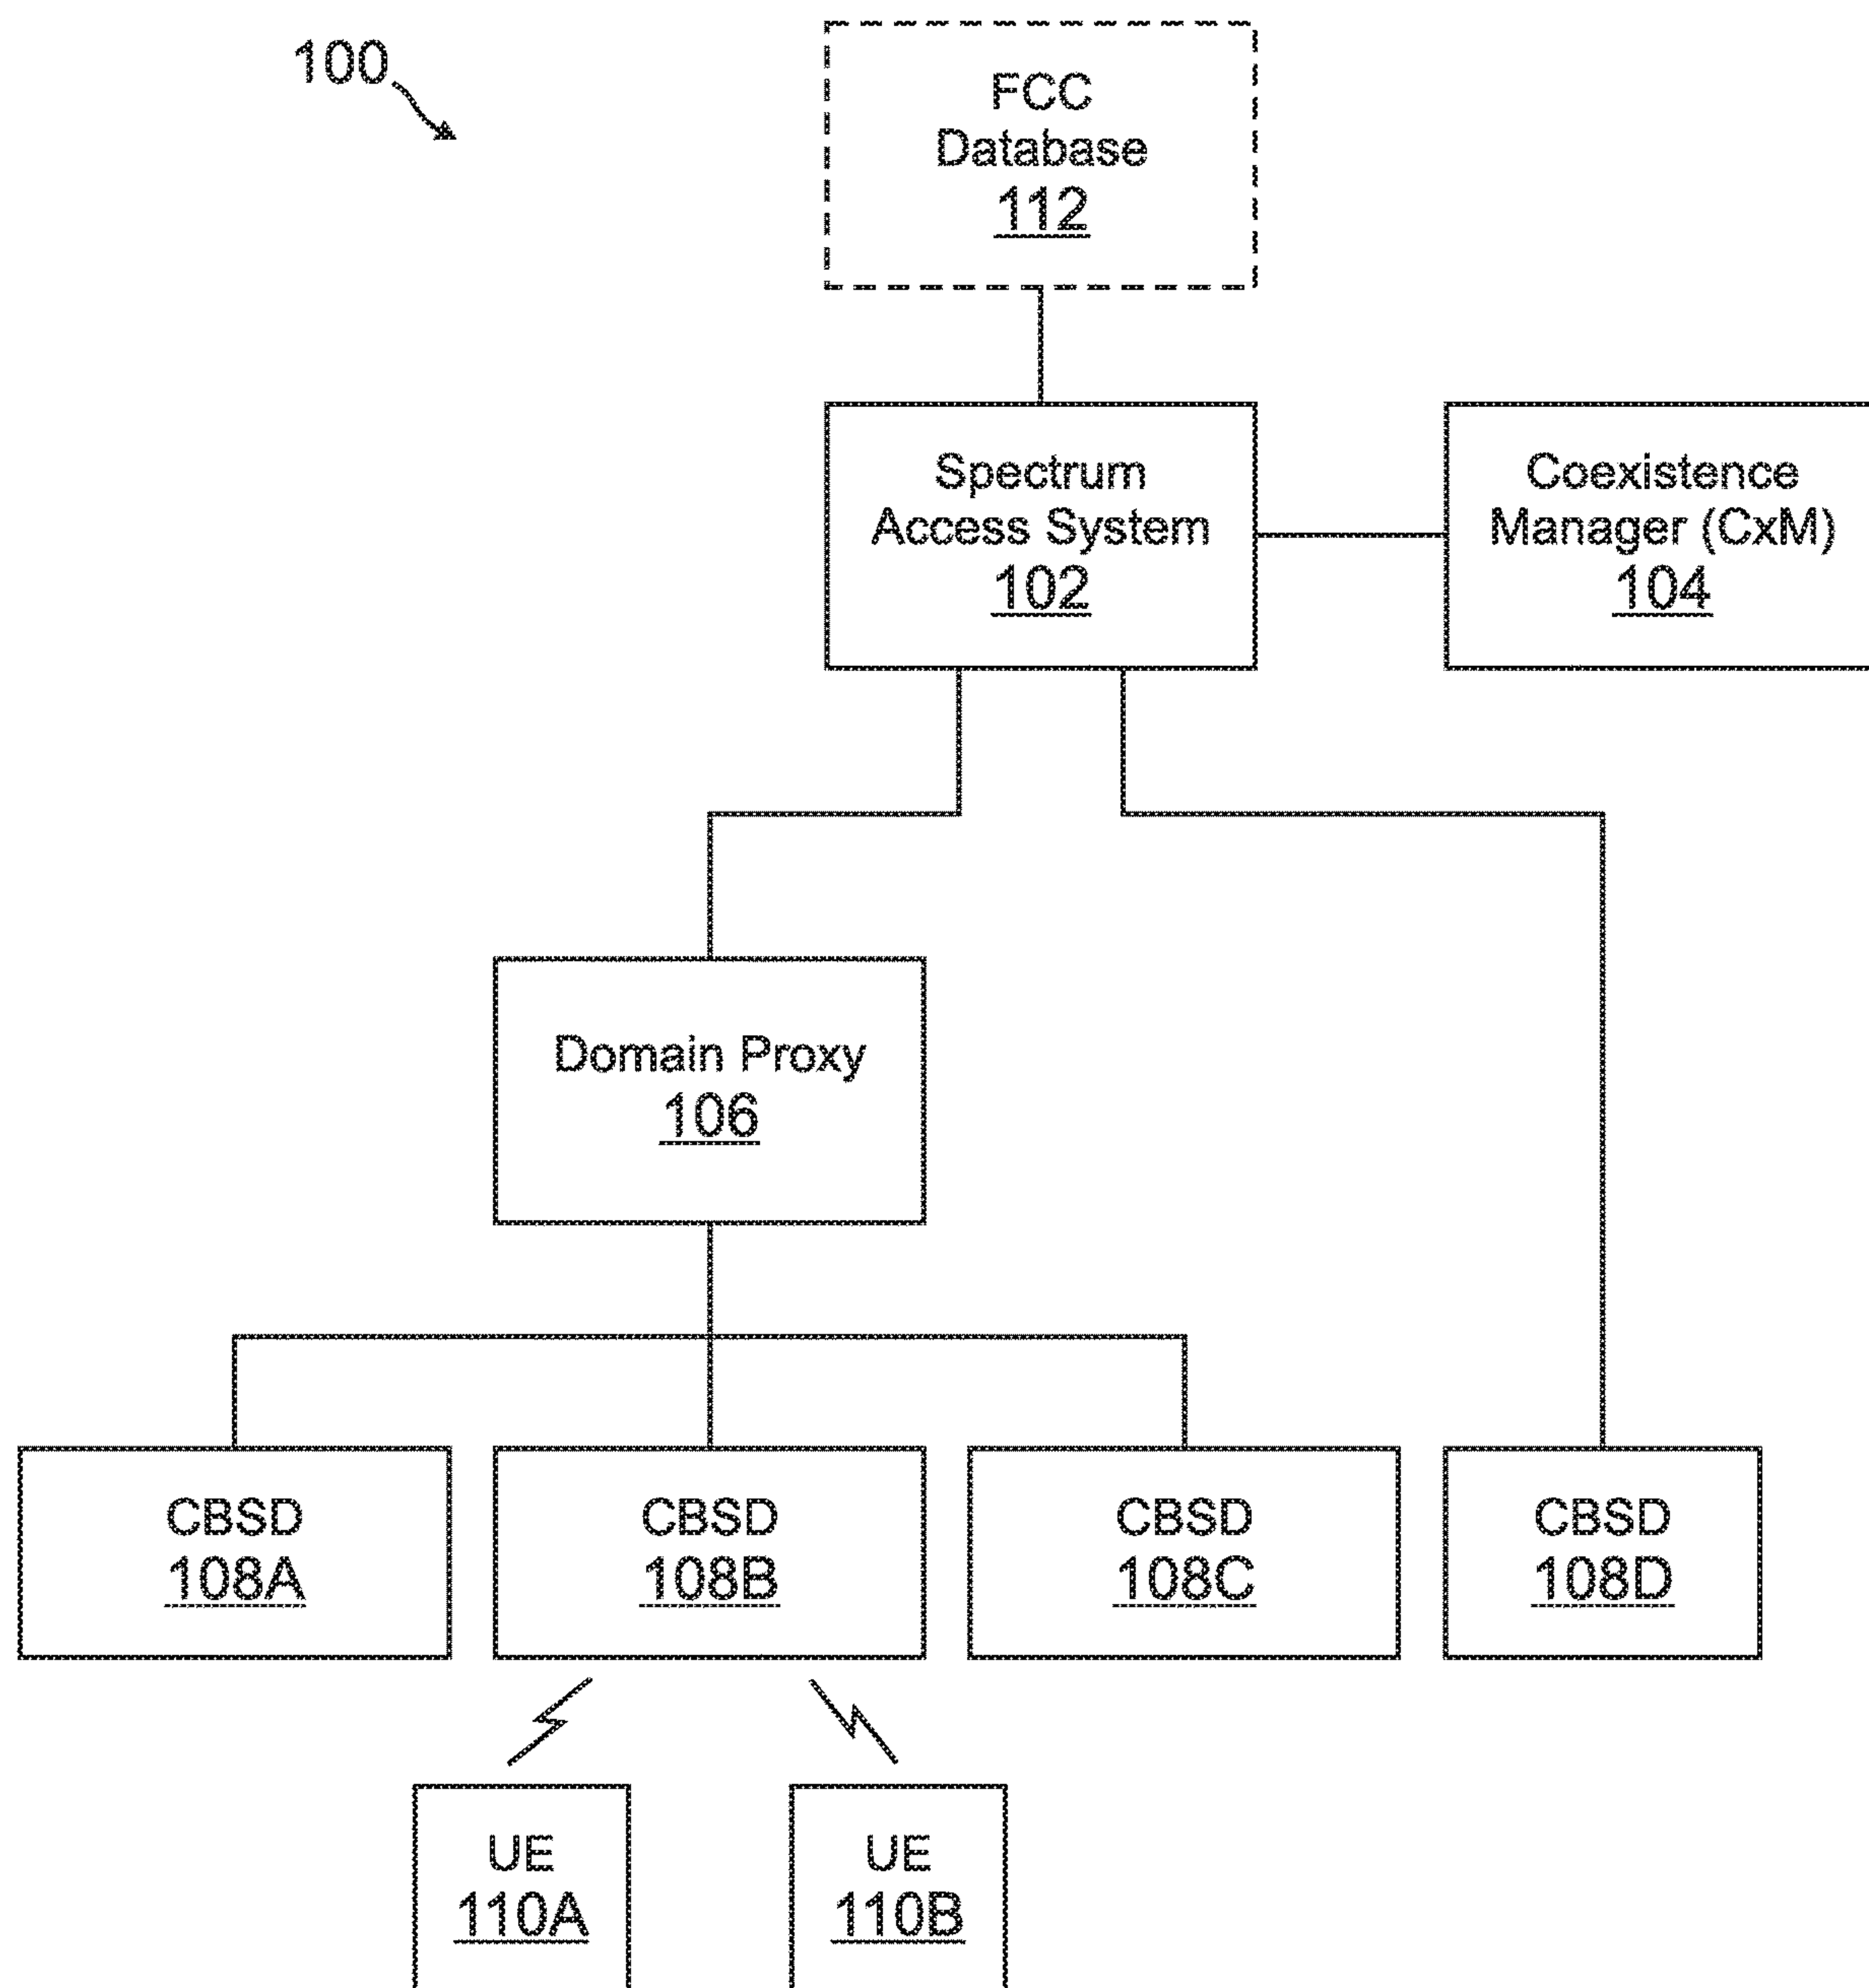 100
FCC
Database
112
Spectrum
Access System
102
Coexistence
Manager (CxM)
104
Domain Proxy
106
CBSD
108A
CBSD
108B
CBSD
108C
CBSD
108D
UE
110A
UE
110B